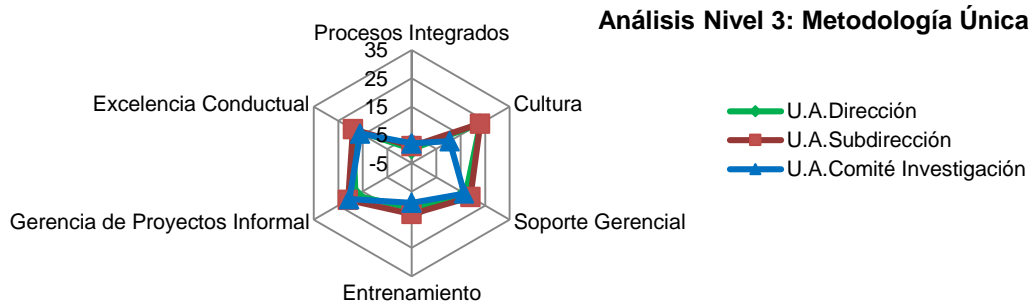 Análisis Nivel 3: Metodología Única
Procesos Integrados
35
25
15
5
-5
Excelencia Conductual
Cultura
Gerencia de Proyectos Informal
Soporte Gerencial
Entrenamiento
U.A.Dirección
U.A.Subdirección
U.A.Comité Investigación